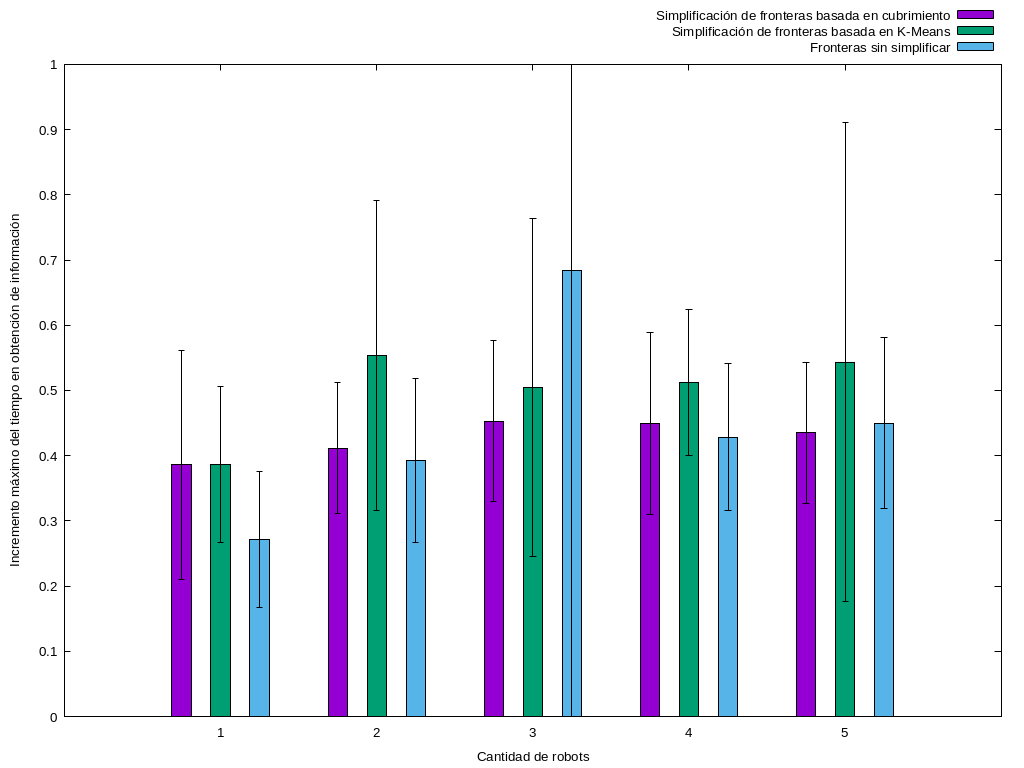 Simplificación de fronteras basada en cubrimiento
Simplificación de fronteras basada en K-Means
Fronteras sin simplificar
1
0.9
0.8
0.7
0.6
0.5
0.4
0.3
0.2
0.1
0
Incremento máximo del tiempo en obtención de información
1 2 3 4 5
Cantidad de robots